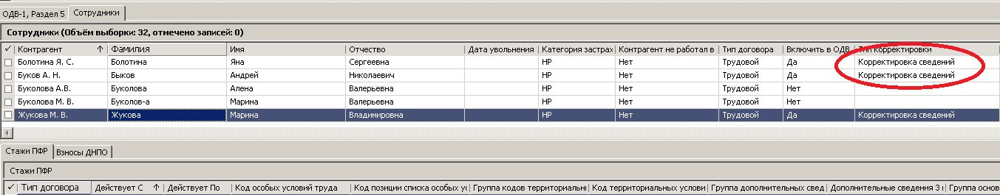 ОДВ-1, Раздел 5 Сотрудники
Сотрудники (Объём выборки: 32, отмечено записей: 0)
Контрагент Фамилия Имя Отчество Дата увольнения Категория застрах Контрагент не работал в Тип договора Включить в ОДВ Тип корректировки
Болотина Я. С. Болотина Яна Сергеевна НР Нет Трудовой Да Корректировка сведений
Буков А. Н. Быков Андрей Николаевич НР Нет Трудовой Да Корректировка сведений
Буколова А.В. Буколова Алена Валерьевна НР Нет Трудовой Нет
Буколова М. В. Буколов-а Марина Валерьевна НР Нет Трудовой Нет
Жукова М. В. Жукова Марина Владимировна НР Нет Трудовой Да Корректировка сведений
Стажи ПФР Взносы ДНПО
Стажи ПФР
Тип договора Действует С Действует По Код особых условий труда Код позиции списка особых ус Группа кодов территориальн Код территориальных услови Группа дополнительных свед Дополнительные сведения 3 Группа основ